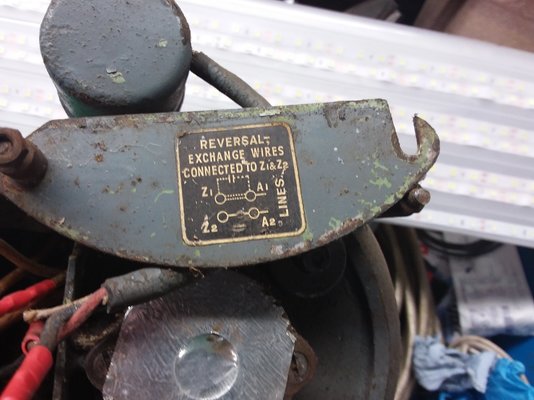 REVERSAL-
EXCHANGE WIRES
CONNECTED TO Z1&Z2
Z1 A1
Z2 A2
LINES